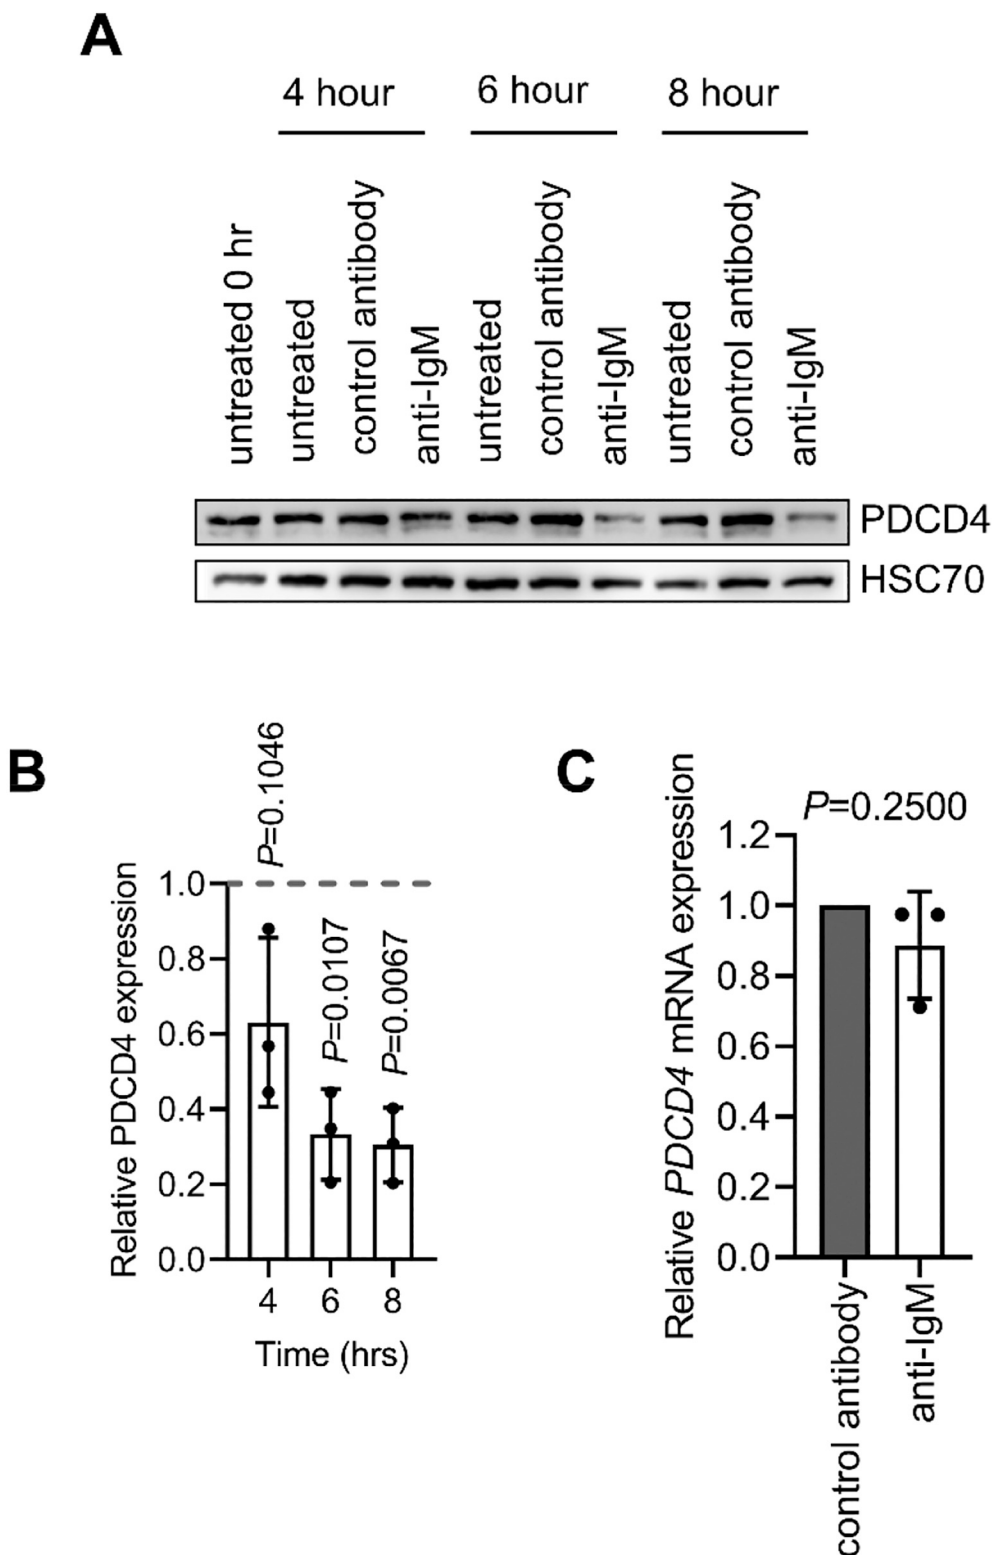 A
4 hour
6 hour
8 hour
untreated 0 hr
untreated
control antibody
anti-IgM
untreated
control antibody
anti-IgM
untreated
control antibody
anti-IgM
PDCD4
HSC70
B
Relative PDCD4 expression
1.0
0.8
0.6
0.4
0.2
0.0
P=0.1046
P=0.0107
P=0.0067
4
6
8
Time (hrs)
C
Relative PDCD4 mRNA expression
P=0.2500
1.2
1.0
0.8
0.6
0.4
0.2
0.0
control antibody
anti-IgM